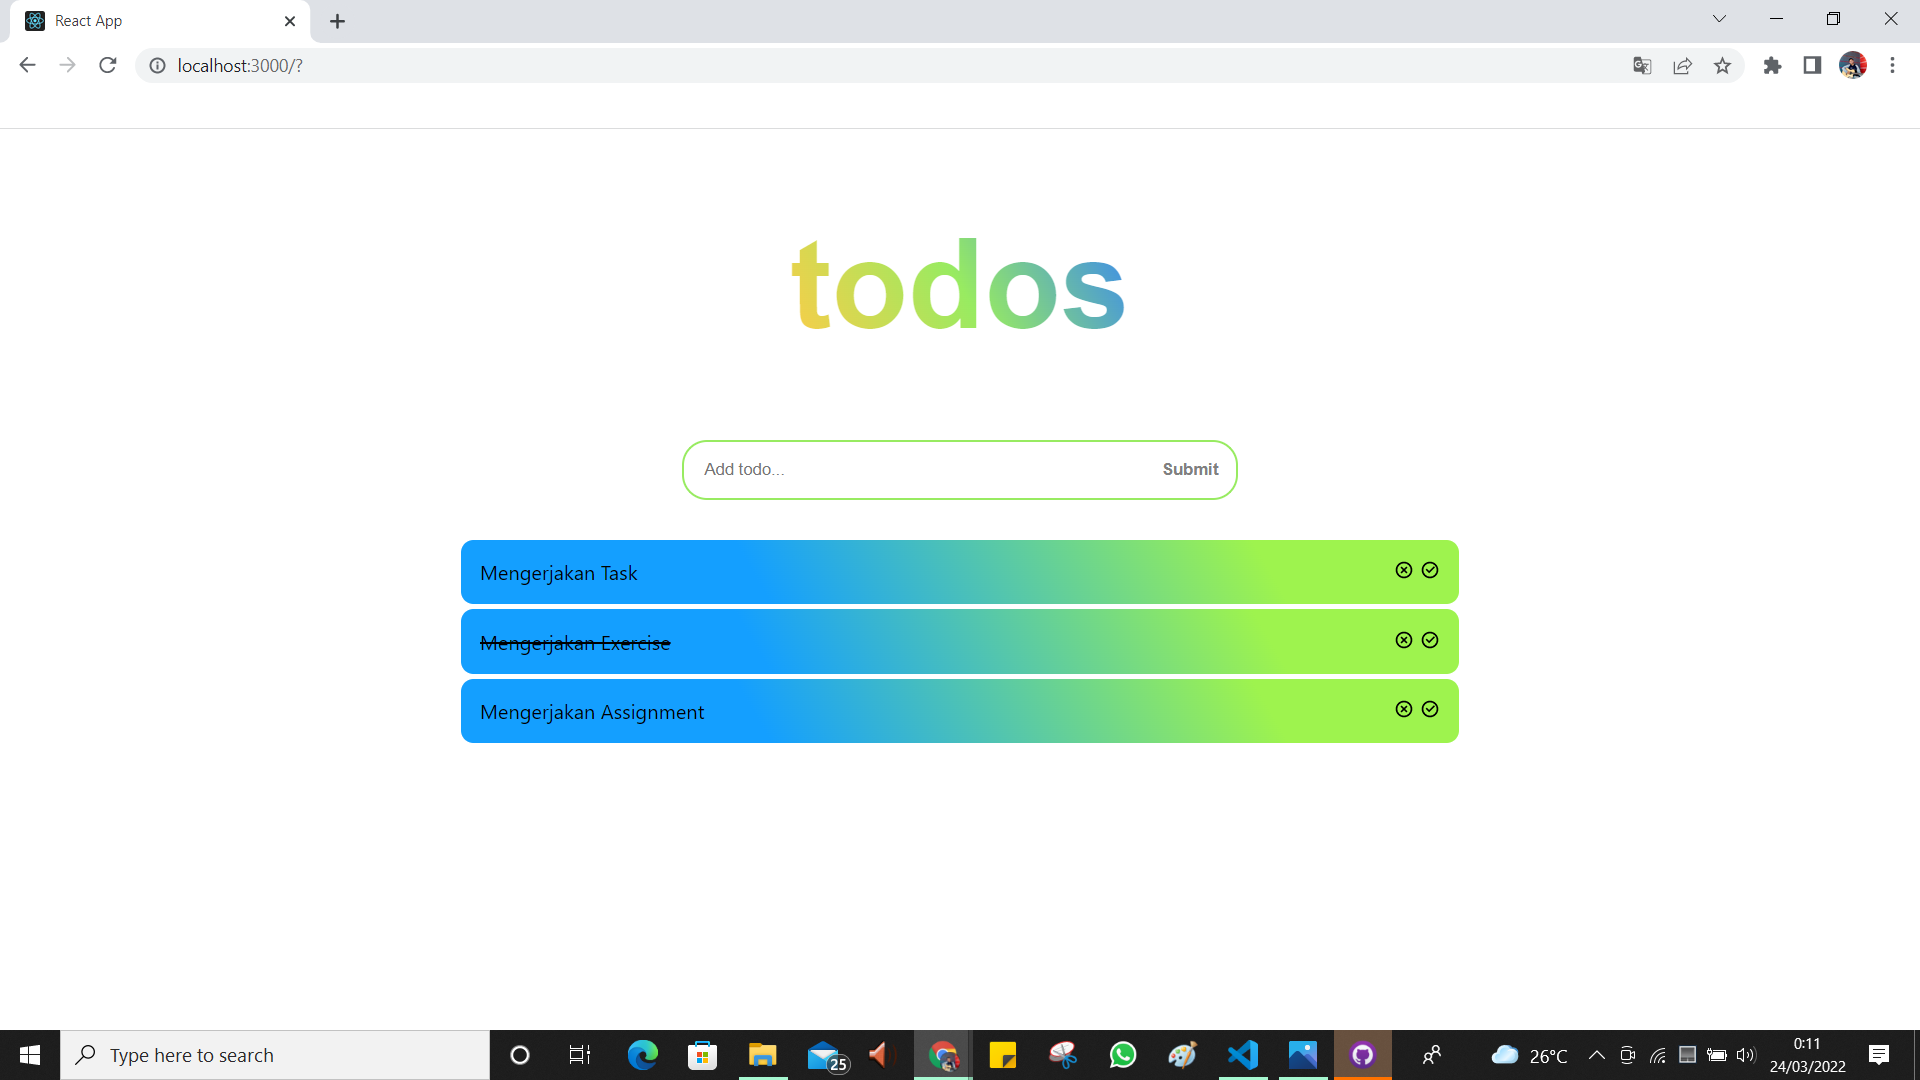 React App
localhost:3000/?
todos
Add todo...
Submit
Mengerjakan Task
Mengerjakan Exercise
Mengerjakan Assignment
Type here to search
25
26°C
0:11
24/03/2022